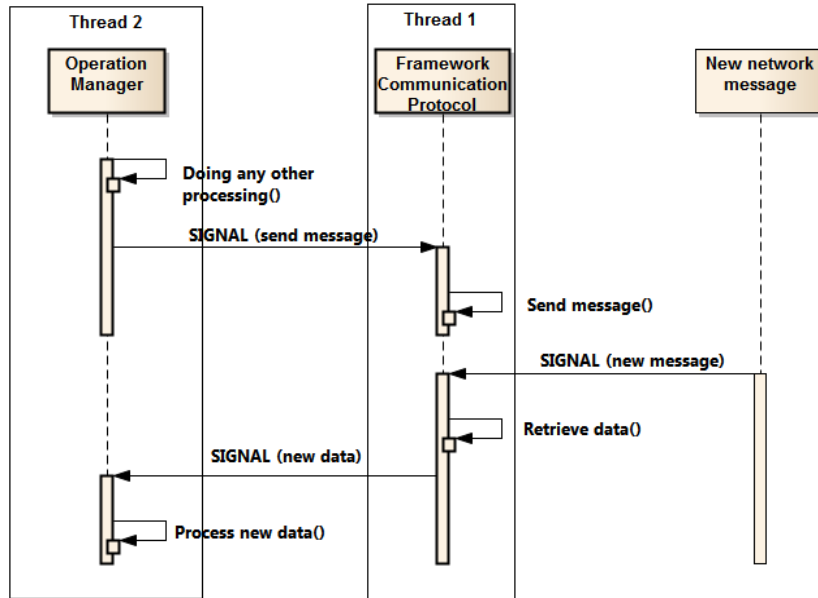 Thread 2
Thread 1
Operation
Manager
Framework
Communication
Protocol
New network
message
Doing any other
processing()
SIGNAL (send message)
Send message()
SIGNAL (new message)
Retrieve data()
SIGNAL (new data)
Process new data()